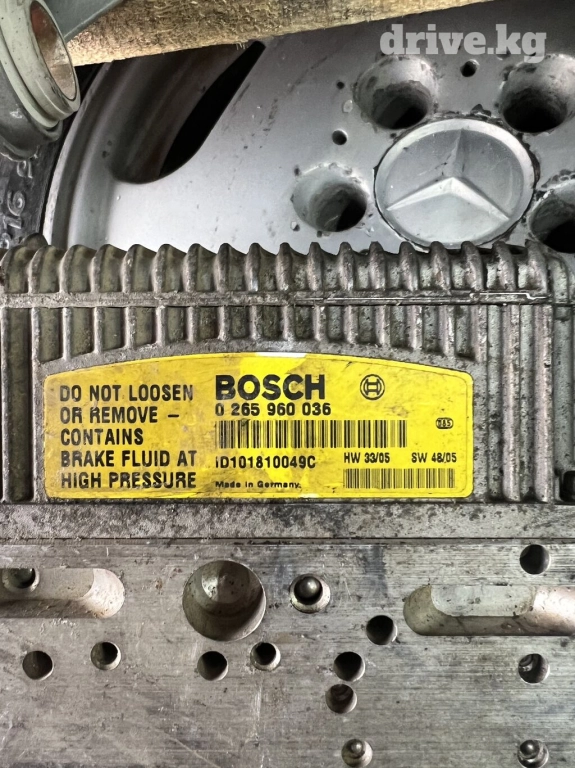 drive.kg
DO NOT LOOSEN
OR REMOVE –
CONTAINS
BRAKE FLUID AT
HIGH PRESSURE
BOSCH
0 265 960 036
iD101810049C
HW 33/05 SW 48/05
Made in Germany